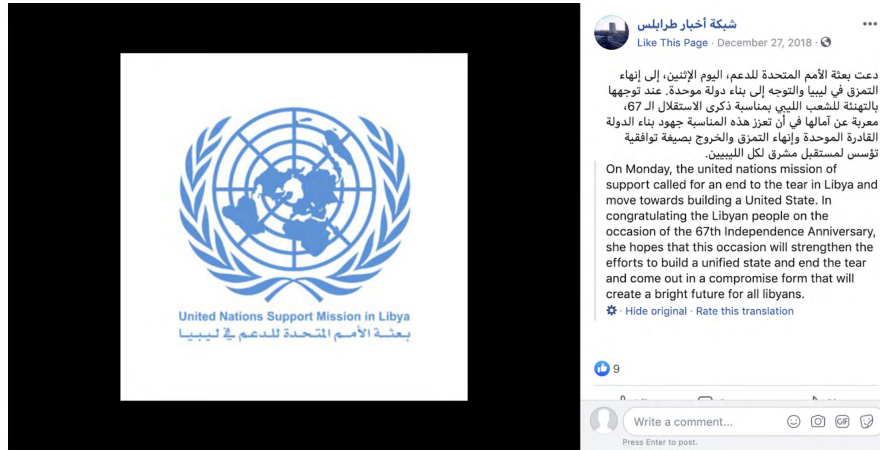 شبكة أخبار طرابلس
Like This Page · December 27, 2018 ·
دعت بعثة الأمم المتحدة للدعم، اليوم الإثنين، إلى إنهاء
التمزق في ليبيا والتوجه إلى بناء دولة موحدة. عند توجهها
بالتهنئة للشعب الليبي بمناسبة ذكرى الاستقلال الـ 67،
معربة عن آمالها في أن تعزز هذه المناسبة جهود بناء الدولة
القادرة الموحدة وإنهاء التمزق والخروج بصيغة توافقية
تؤسس لمستقبل مشرق لكل الليبيين.
On Monday, the united nations mission of
support called for an end to the tear in Libya and
move towards building a United State. In
congratulating the Libyan people on the
occasion of the 67th Independence Anniversary,
she hopes that this occasion will strengthen the
efforts to build a unified state and end the tear
and come out in a compromise form that will
create a bright future for all libyans.
· Hide original · Rate this translation
9
Write a comment...
GIF
Press Enter to post.
United Nations Support Mission in Libya
بعثة الأمم المتحدة للدعم في ليبيا